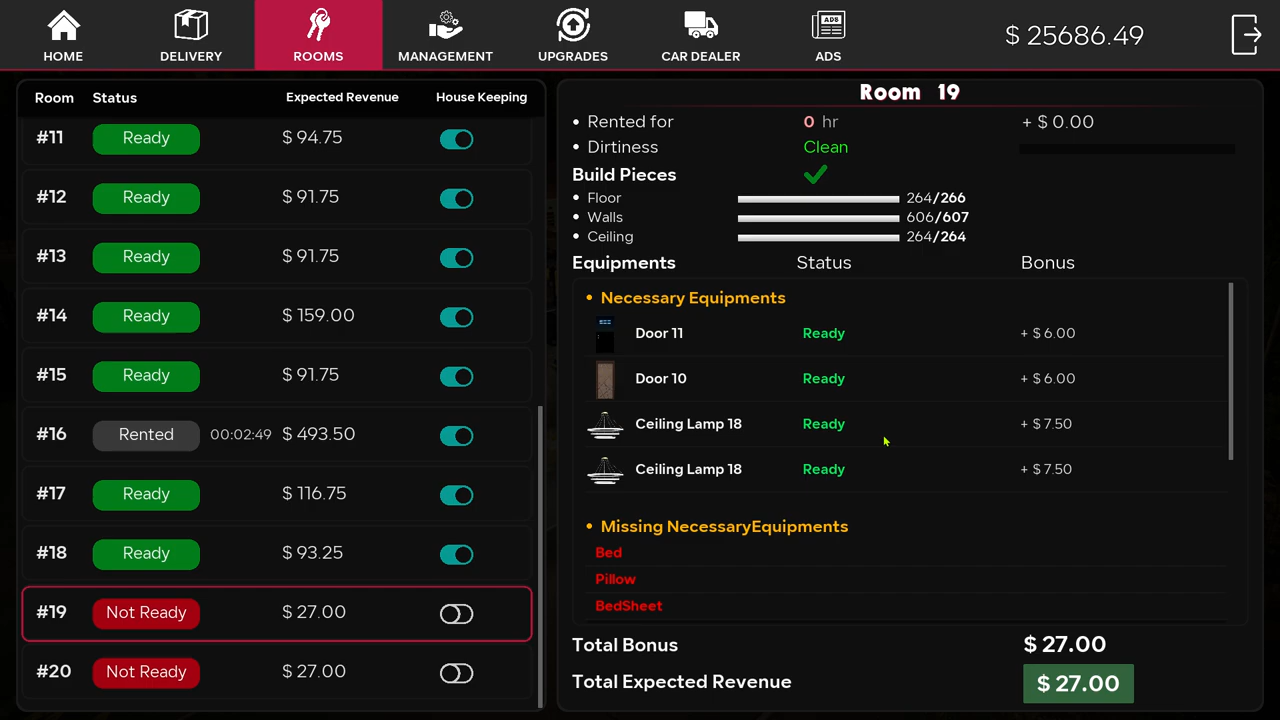 HOME DELIVERY ROOMS MANAGEMENT UPGRADES CAR DEALER ADS $ 25686.49
Room Status Expected Revenue House Keeping
#11 Ready $ 94.75
#12 Ready $ 91.75
#13 Ready $ 91.75
#14 Ready $ 159.00
#15 Ready $ 91.75
#16 Rented 00:02:49 $ 493.50
#17 Ready $ 116.75
#18 Ready $ 93.25
#19 Not Ready $ 27.00
#20 Not Ready $ 27.00
Room 19
• Rented for 0 hr + $ 0.00
• Dirtiness Clean
Build Pieces
• Floor 264/266
• Walls 606/607
• Ceiling 264/264
Equipments Status Bonus
• Necessary Equipments
Door 11 Ready + $ 6.00
Door 10 Ready + $ 6.00
Ceiling Lamp 18 Ready + $ 7.50
Ceiling Lamp 18 Ready + $ 7.50
• Missing NecessaryEquipments
Bed
Pillow
BedSheet
Total Bonus $ 27.00
Total Expected Revenue $ 27.00